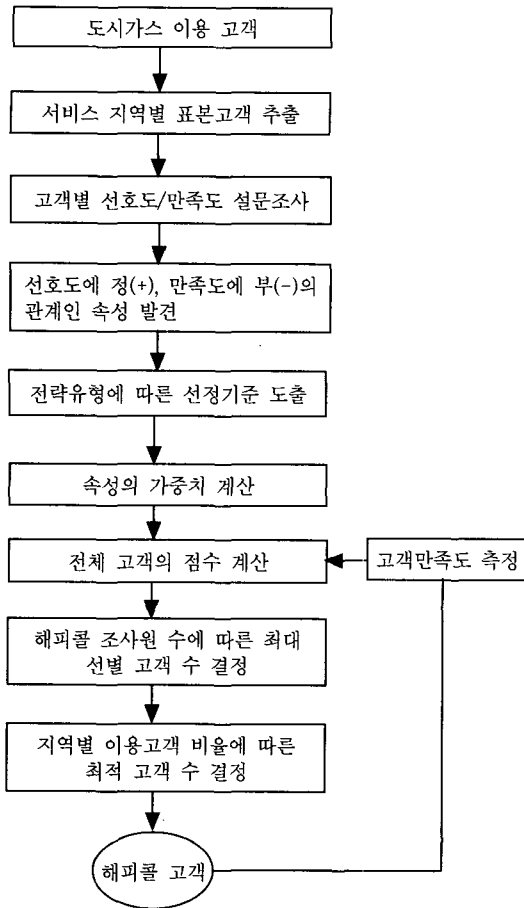 도시가스 이용 고객
서비스 지역별 표본고객 추출
고객별 선호도/만족도 설문조사
선호도에 정(+), 만족도에 부(-)의
관계인 속성 발견
전략유형에 따른 선정기준 도출
속성의 가중치 계산
전체 고객의 점수 계산
고객만족도 측정
해피콜 조사원 수에 따른 최대
선별 고객 수 결정
지역별 이용고객 비율에 따른
최적 고객 수 결정
해피콜 고객